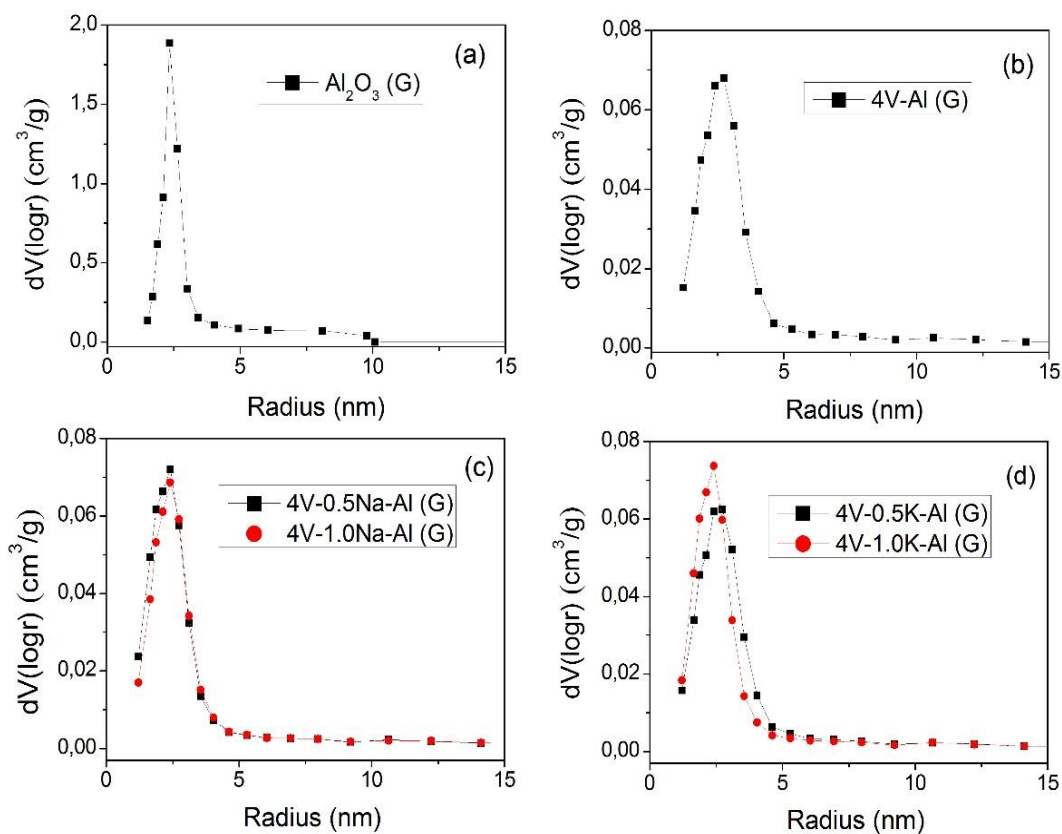 (a)
Al₂O₃ (G)
dV(logr) (cm³/g)
2,0
1,5
1,0
0,5
0,0
0
5
10
15
Radius (nm)
(b)
4V-Al (G)
dV(logr) (cm³/g)
0,08
0,06
0,04
0,02
0,00
0
5
10
15
Radius (nm)
(c)
4V-0.5Na-Al (G)
4V-1.0Na-Al (G)
dV(logr) (cm³/g)
0,08
0,06
0,04
0,02
0,00
0
5
10
15
Radius (nm)
(d)
4V-0.5K-Al (G)
4V-1.0K-Al (G)
dV(logr) (cm³/g)
0,08
0,06
0,04
0,02
0,00
0
5
10
15
Radius (nm)